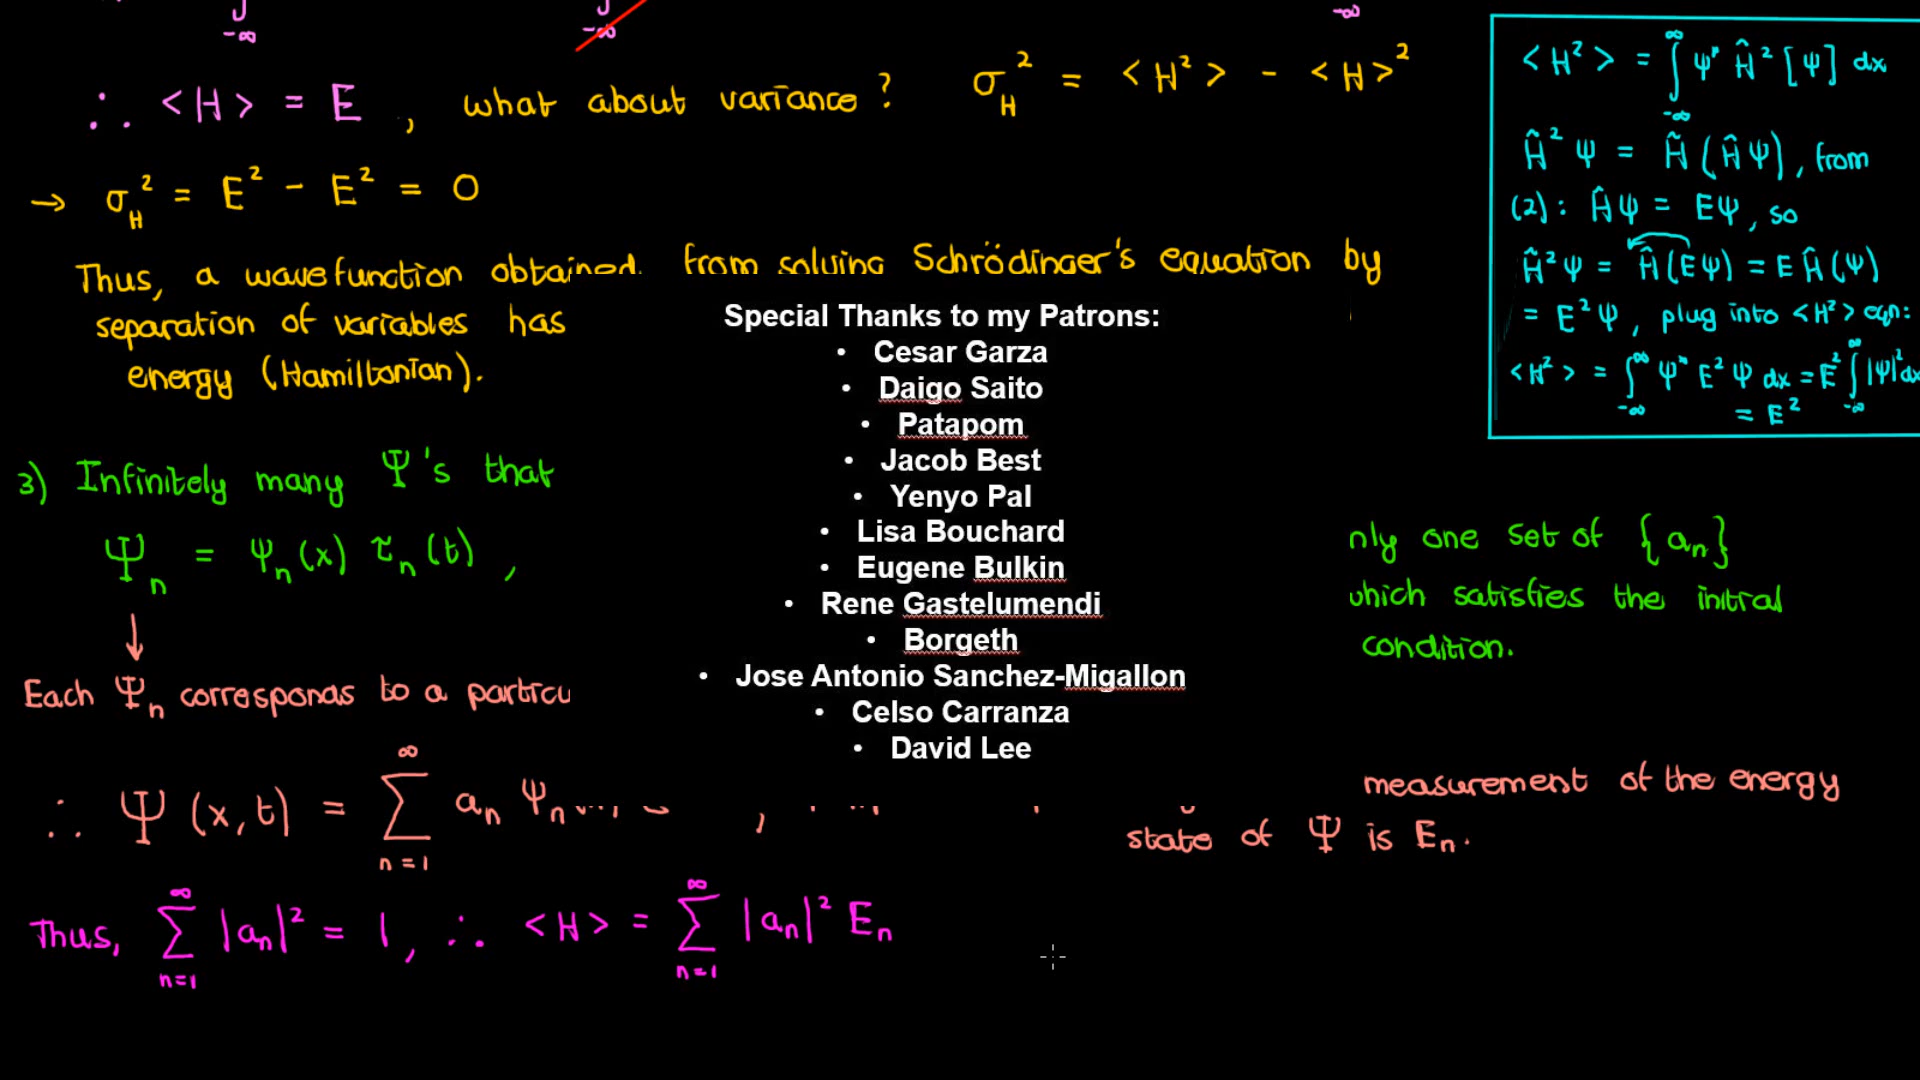 ∴ <H> = E , what about variance ? σ_H² = <H²> - <H>²
→ σ_H² = E² - E² = 0
Thus, a wavefunction obtained from solving Schrödinger's equation by
separation of variables has
energy (Hamiltonian).
<H²> = ∫_{-∞}^{∞} Ψ* Ĥ² [Ψ] dx
Ĥ² Ψ = Ĥ (Ĥ Ψ), from
(2): Ĥ Ψ = E Ψ, so
Ĥ² Ψ = Ĥ (E Ψ) = E Ĥ (Ψ)
= E² Ψ, plug into <H²> eqn:
<H²> = ∫_{-∞}^{∞} Ψ* E² Ψ dx = E² ∫_{-∞}^{∞} |Ψ|² dx
= E²
Special Thanks to my Patrons:
• Cesar Garza
• Daigo Saito
• Patapom
• Jacob Best
• Yenyo Pal
• Lisa Bouchard
• Eugene Bulkin
• Rene Gastelumendi
• Borgeth
• Jose Antonio Sanchez-Migallon
• Celso Carranza
• David Lee
3) Infinitely many Ψ's that
Ψ_n = ψ_n(x) τ_n(t) ,
nly one set of {a_n}
which satisfies the initial
condition.
↓
Each Ψ_n corresponds to a particu
∴ Ψ (x, t) = ∑_{n=1}^{∞} a_n ψ_n
measurement of the energy
state of Ψ is E_n.
Thus, ∑_{n=1}^{∞} |a_n|² = 1, ∴ <H> = ∑_{n=1}^{∞} |a_n|² E_n